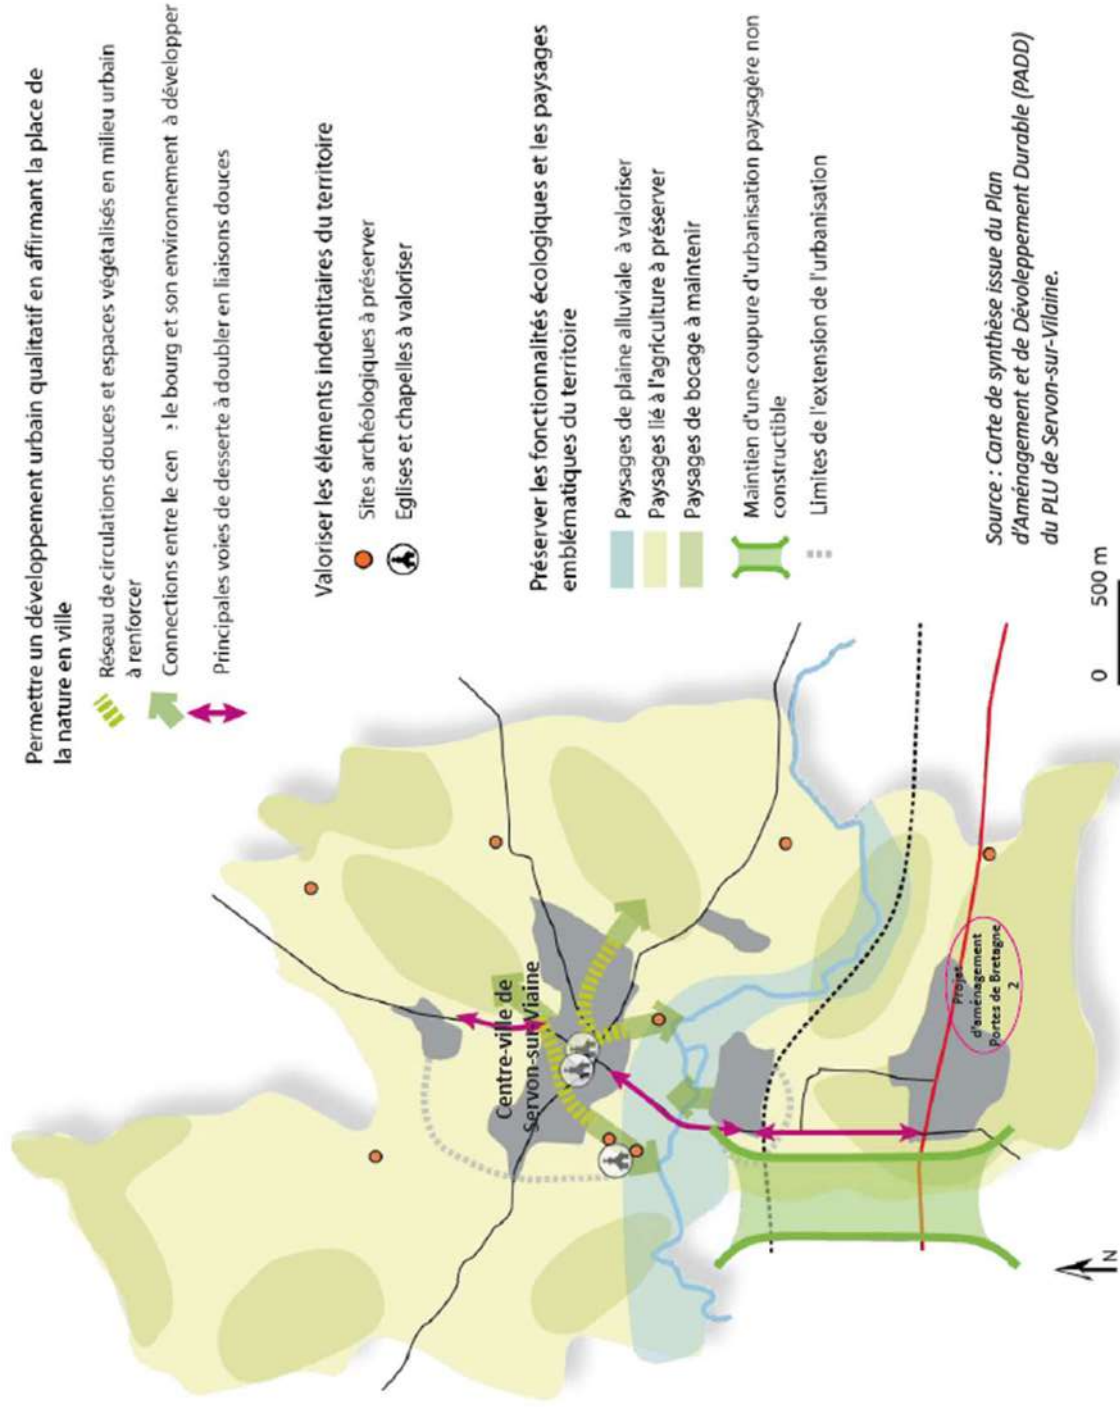 Permettre un développement urbain qualitatif en affirmant la place de
la nature en ville
Réseau de circulations douces et espaces végétalisés en milieu urbain
à renforcer
Connections entre le cen le bourg et son environnement à développer
Principales voies de desserte à doubler en liaisons douces
Valoriser les éléments indentitaires du territoire
Sites archéologiques à préserver
Eglises et chapelles à valoriser
Préserver les fonctionnalités écologiques et les paysages
emblématiques du territoire
Paysages de plaine alluviale à valoriser
Paysages lié à l'agriculture à préserver
Paysages de bocage à maintenir
Maintien d'une coupure d'urbanisation paysagère non
constructible
Limites de l'extension de l'urbanisation
Source : Carte de synthèse issue du Plan
d'Aménagement et de Dévoleppement Durable (PADD)
du PLU de Servon-sur-Vilaine.
Centre-ville de
Servon-sur-Vilaine
Projet
d'aménagement
Portes de Bretagne
2
N
0 500 m